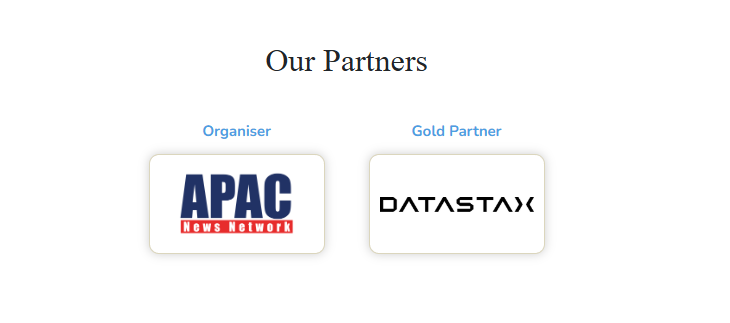 Our Partners
Organiser
Gold Partner
APAC
News Network
DATASTAX